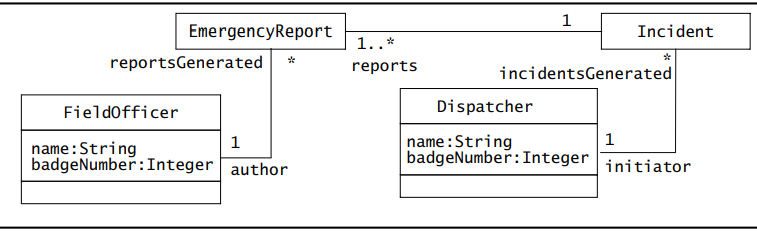 EmergencyReport
1
Incident
1..*
reportsGenerated
*
reports
*
incidentsGenerated
FieldOfficer
Dispatcher
name:String
badgeNumber:Integer
1
author
name:String
badgeNumber:Integer
1
initiator